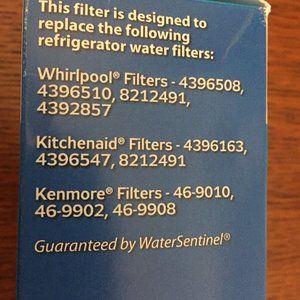 This filter is designed to
replace the following
refrigerator water filters:
Whirlpool® Filters - 4396508,
4396510, 8212491,
4392857
Kitchenaid® Filters - 4396163,
4396547, 8212491
Kenmore® Filters - 46-9010,
46-9902, 46-9908
Guaranteed by WaterSentinel®